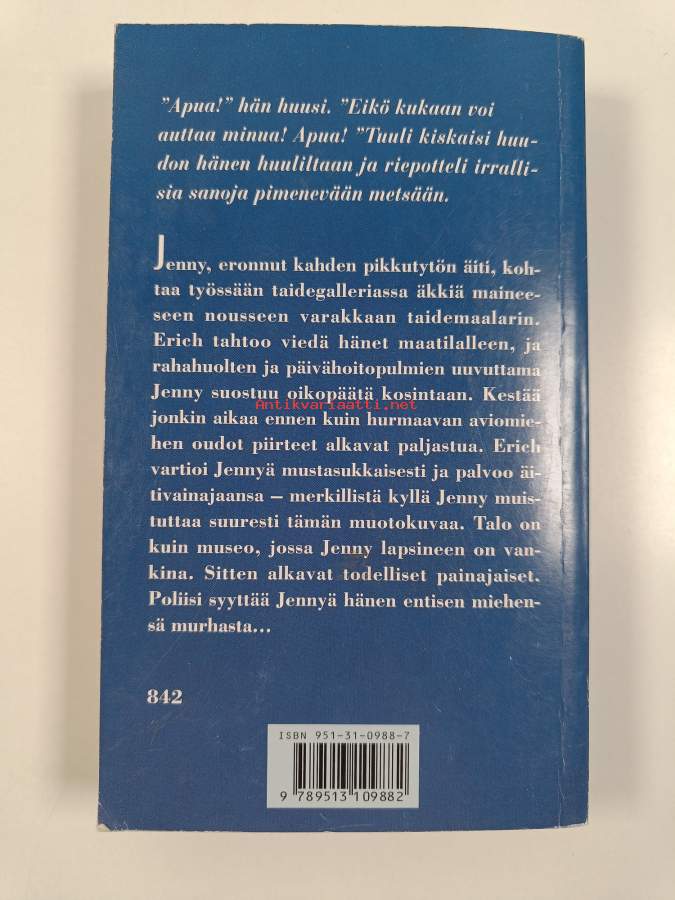 ”Apua!” hän huusi. ”Eikö kukaan voi
auttaa minua! Apua! ”Tuuli kiskaisi huu-
don hänen huuliltaan ja riepotteli irralli-
sia sanoja pimenevään metsään.
Jenny, eronnut kahden pikkutytön äiti, koh-
taa työssään taidegalleriassa äkkiä mainee-
seen nousseen varakkaan taidemaalarin.
Erich tahtoo viedä hänet maatilalleen, ja
rahahuolten ja päivähoitopulmien uuvuttama
Jenny suostuu oikopäätä kosintaan. Kestää
Antikvariaatti.net
jonkin aikaa ennen kuin hurmaavan aviomie-
hen oudot piirteet alkavat paljastua. Erich
vartioi Jennyä mustasukkaisesti ja palvoo äi-
tivainajaansa – merkillistä kyllä Jenny muis-
tuttaa suuresti tämän muotokuvaa. Talo on
kuin museo, jossa Jenny lapsineen on van-
kina. Sitten alkavat todelliset painajaiset.
Poliisi syyttää Jennyä hänen entisen miehen-
sä murhasta...
842
ISBN 951-31-0988-7
9 789513 109882